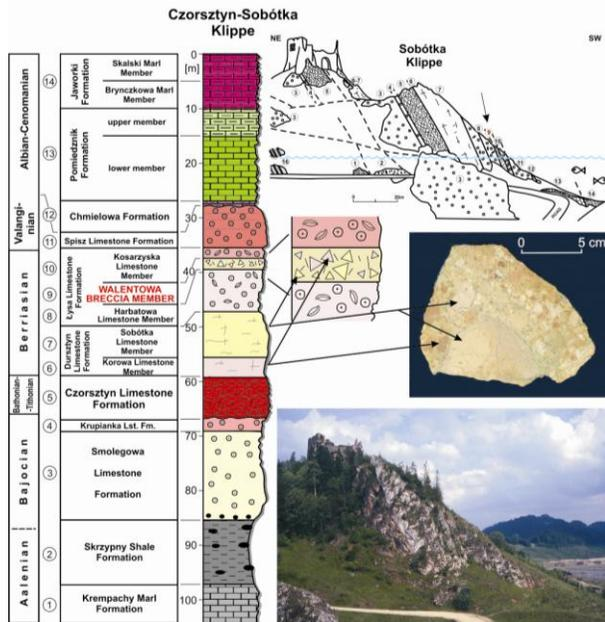 Czorsztyn-Sobótka
Klippe
NE
SW
Sobótka
Klippe
0
[m]
10
20
30
40
50
60
70
80
90
100
Albian-Cenomanian
Valangi-
nian
Berriasian
Bathonian-
-Tithonian
Bajocian
Aalenian
14
Jaworki
Formation
Skalski Marl
Member
Brynczkowa Marl
Member
13
Pomiedznik
Formation
upper member
lower member
12
Chmielowa Formation
11
Spisz Limestone Formation
Łysa Limestone
Formation
10
Kosarzyska
Limestone
Member
9
WALENTOWA
BRECCIA MEMBER
8
Harbatowa
Limestone Member
Dursztyn
Limestone
Formation
7
Sobótka
Limestone
Member
6
Korowa Limestone
Member
5
Czorsztyn Limestone
Formation
4
Krupianka Lst. Fm.
3
Smolegowa
Limestone
Formation
2
Skrzypny Shale
Formation
1
Krempachy Marl
Formation
0
5 cm